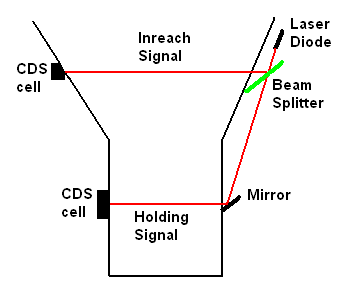 Laser
Diode
Inreach
Signal
CDS
cell
Beam
Splitter
CDS
cell
Mirror
Holding
Signal